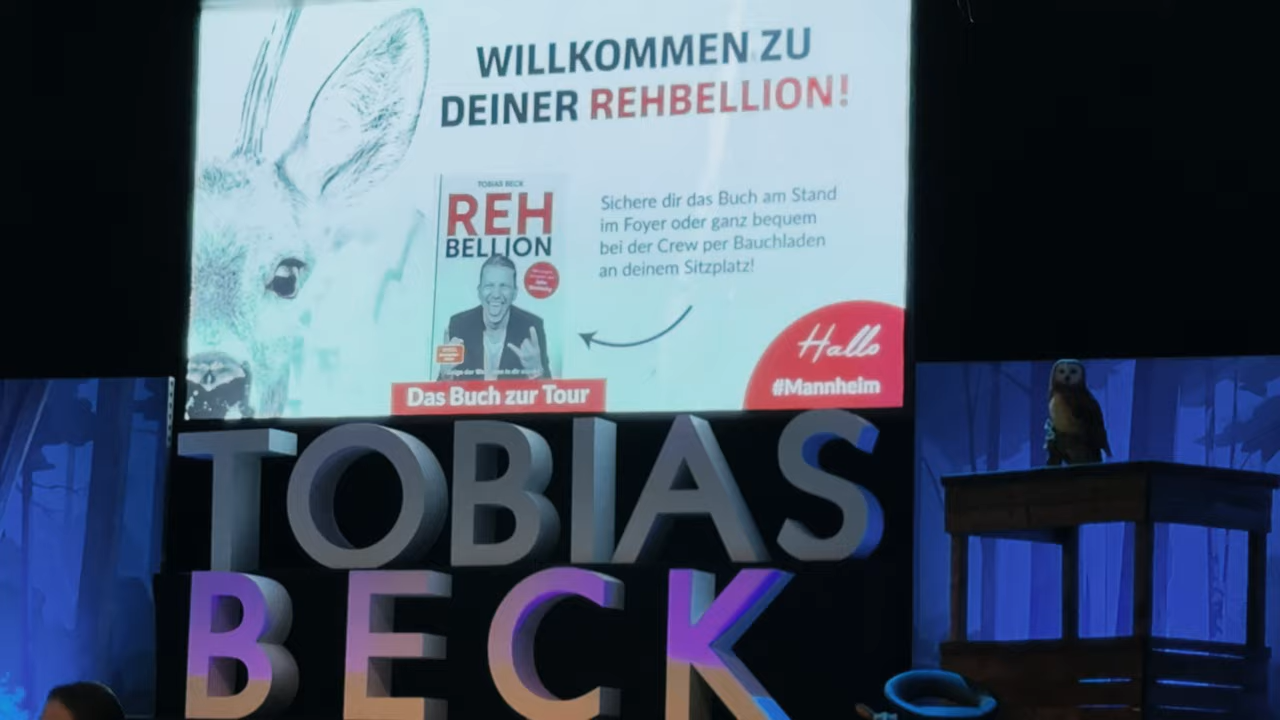 WILLKOMMEN ZU
DEINER REHBELLION!
TOBIAS BECK
REH
BELLION
Sichere dir das Buch am Stand
im Foyer oder ganz bequem
bei der Crew per Bauchladen
an deinem Sitzplatz!
Das Buch zur Tour
Hallo
#Mannheim
TOBIAS
BECK